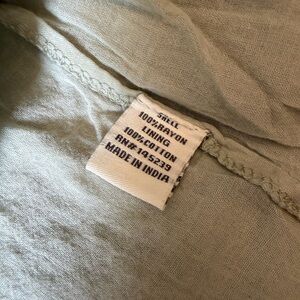 SHELL
100%RAYON
LINING
100%COTTON
RN#145239
MADE IN INDIA